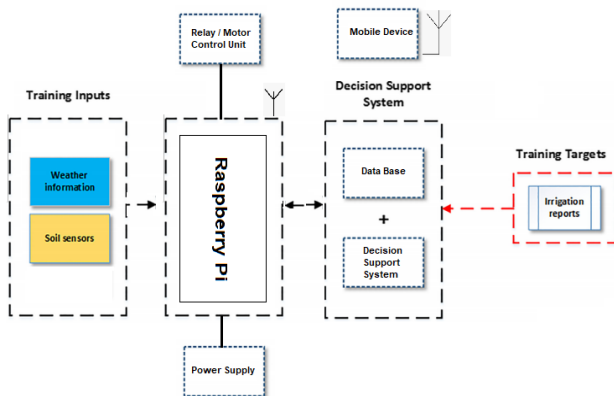 Relay / Motor
Control Unit
Mobile Device
Training Inputs
Decision Support
System
Training Targets
Weather
information
Soil sensors
Raspberry Pi
Data Base
+
Decision
Support
System
Irrigation
reports
Power Supply